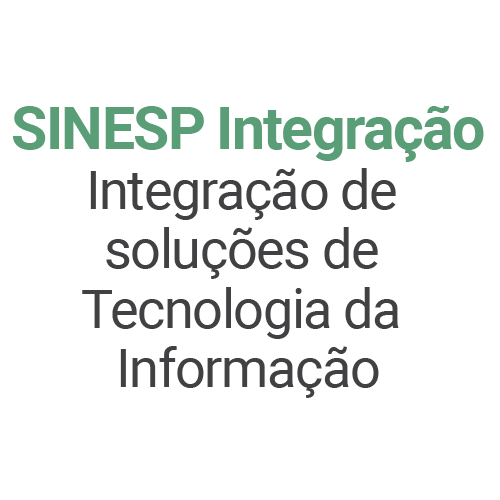 SINESP Integração
Integração de
soluções de
Tecnologia da
Informação